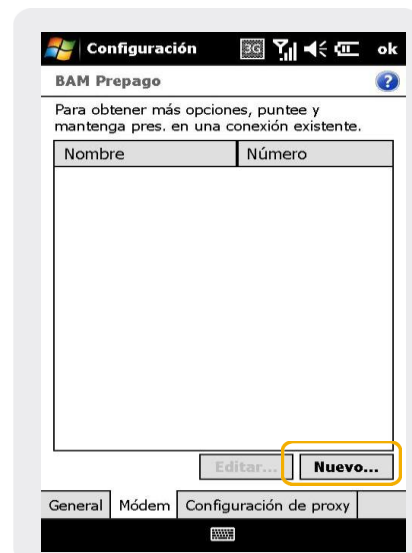 Configuración 3G ok
BAM Prepago ?
Para obtener más opciones, puntee y
mantenga pres. en una conexión existente.
Nombre Número
Editar... Nuevo...
General Módem Configuración de proxy